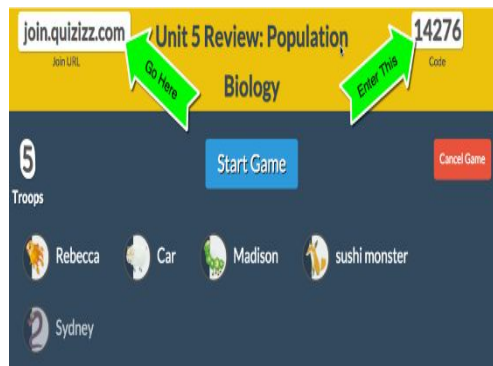 join.quizizz.com
Join URL
Unit 5 Review: Population
Biology
14276
Code
Go Here
Enter This
5
Troops
Start Game
Cancel Game
Rebecca
Car
Madison
sushi monster
Sydney